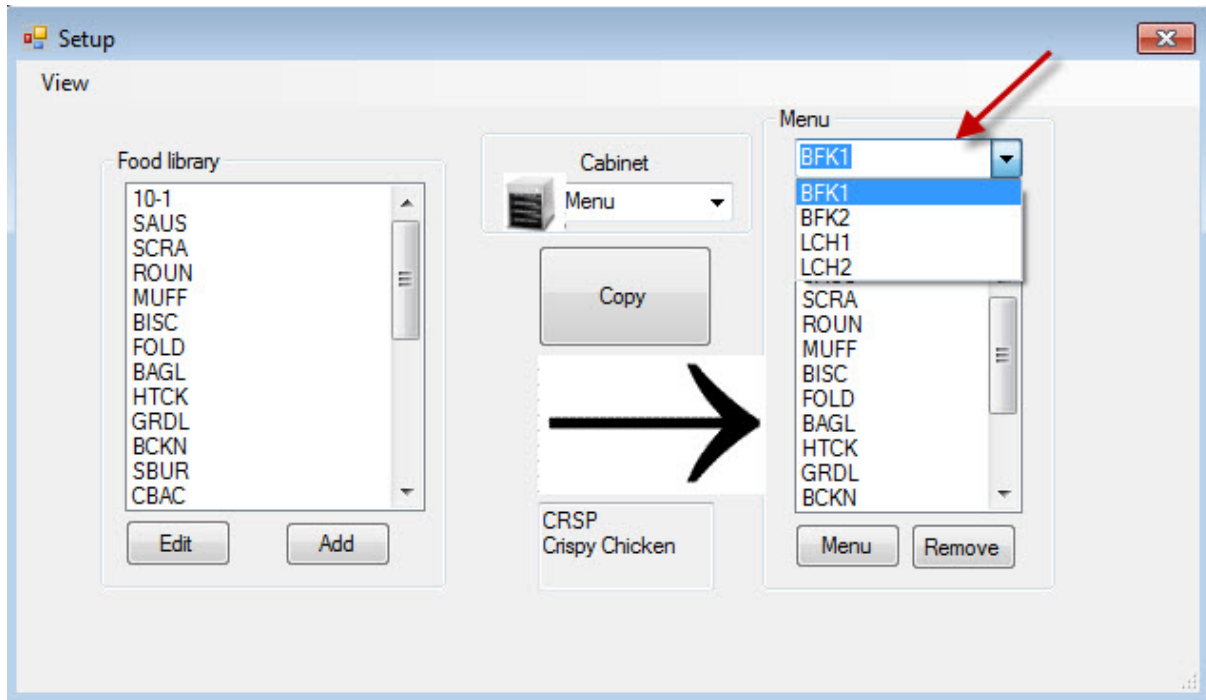 Setup
View
Food library
10-1
SAUS
SCRA
ROUN
MUFF
BISC
FOLD
BAGL
HTCK
GRDL
BCKN
SBUR
CBAC
Edit
Add
Cabinet
Menu
Copy
CRSP
Crispy Chicken
Menu
BFK1
BFK1
BFK2
LCH1
LCH2
SCRA
ROUN
MUFF
BISC
FOLD
BAGL
HTCK
GRDL
BCKN
Menu
Remove